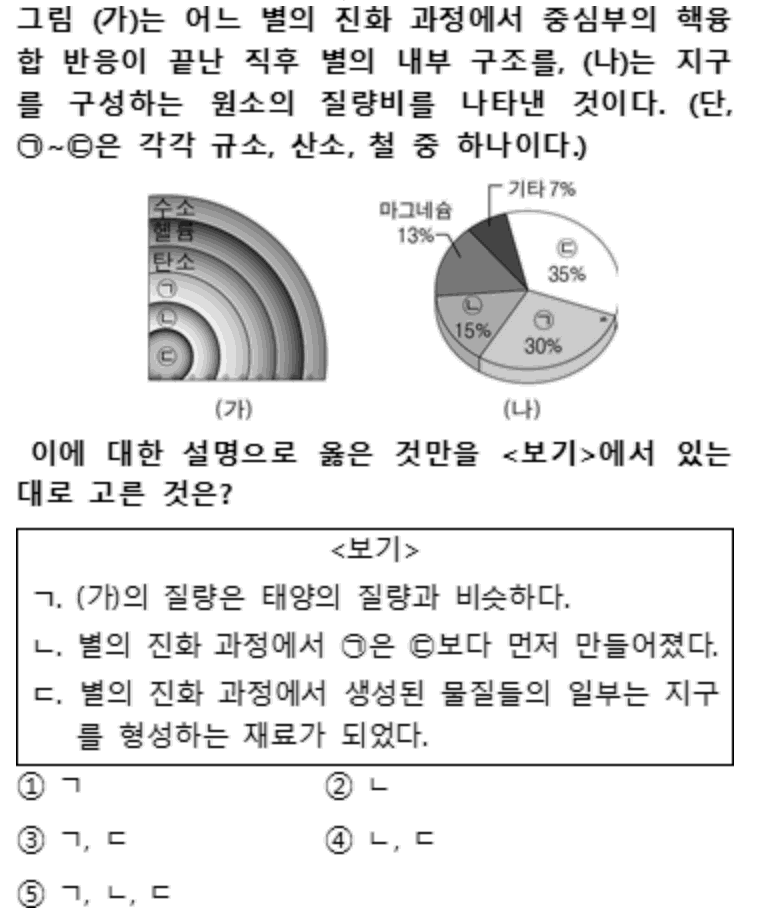 그림 (가)는 어느 별의 진화 과정에서 중심부의 핵융
합 반응이 끝난 직후 별의 내부 구조를, (나)는 지구
를 구성하는 원소의 질량비를 나타낸 것이다. (단,
㉠~㉢은 각각 규소, 산소, 철 중 하나이다.)
수소
헬륨
탄소
㉠
㉡
㉢
(가)
기타 7%
마그네슘
13%
㉢
35%
㉡
15%
㉠
30%
(나)
이에 대한 설명으로 옳은 것만을 <보기>에서 있는
대로 고른 것은?
<보기>
ㄱ. (가)의 질량은 태양의 질량과 비슷하다.
ㄴ. 별의 진화 과정에서 ㉠은 ㉢보다 먼저 만들어졌다.
ㄷ. 별의 진화 과정에서 생성된 물질들의 일부는 지구
를 형성하는 재료가 되었다.
① ㄱ ② ㄴ
③ ㄱ, ㄷ ④ ㄴ, ㄷ
⑤ ㄱ, ㄴ, ㄷ